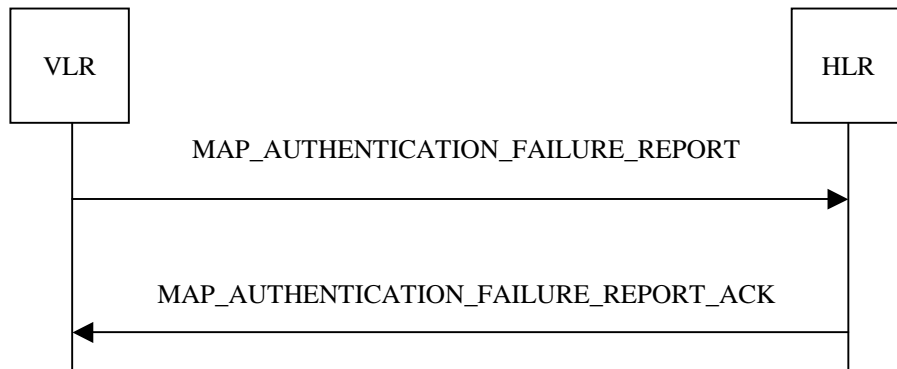 VLR
HLR
MAP_AUTHENTICATION_FAILURE_REPORT
MAP_AUTHENTICATION_FAILURE_REPORT_ACK